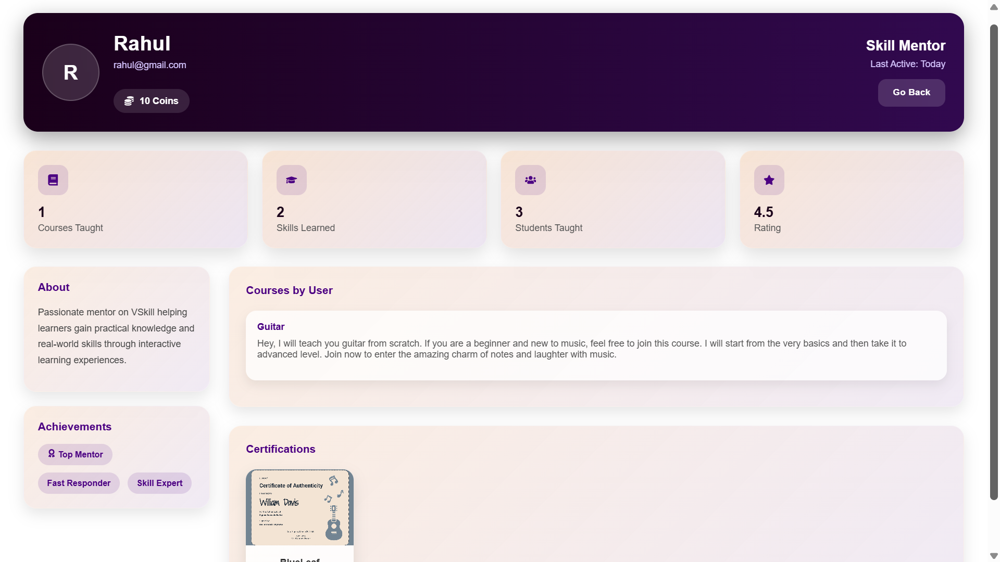 R
Rahul
rahul@gmail.com
10 Coins
Skill Mentor
Last Active: Today
Go Back
1
Courses Taught
2
Skills Learned
3
Students Taught
4.5
Rating
About
Passionate mentor on VSkill helping
learners gain practical knowledge and
real-world skills through interactive
learning experiences.
Achievements
Top Mentor
Fast Responder
Skill Expert
Courses by User
Guitar
Hey, I will teach you guitar from scratch. If you are a beginner and new to music, feel free to join this course. I will start from the very basics and then take it to
advanced level. Join now to enter the amazing charm of notes and laughter with music.
Certifications
Certificate of Authenticity
Presented to
William Davis
BlueLeaf